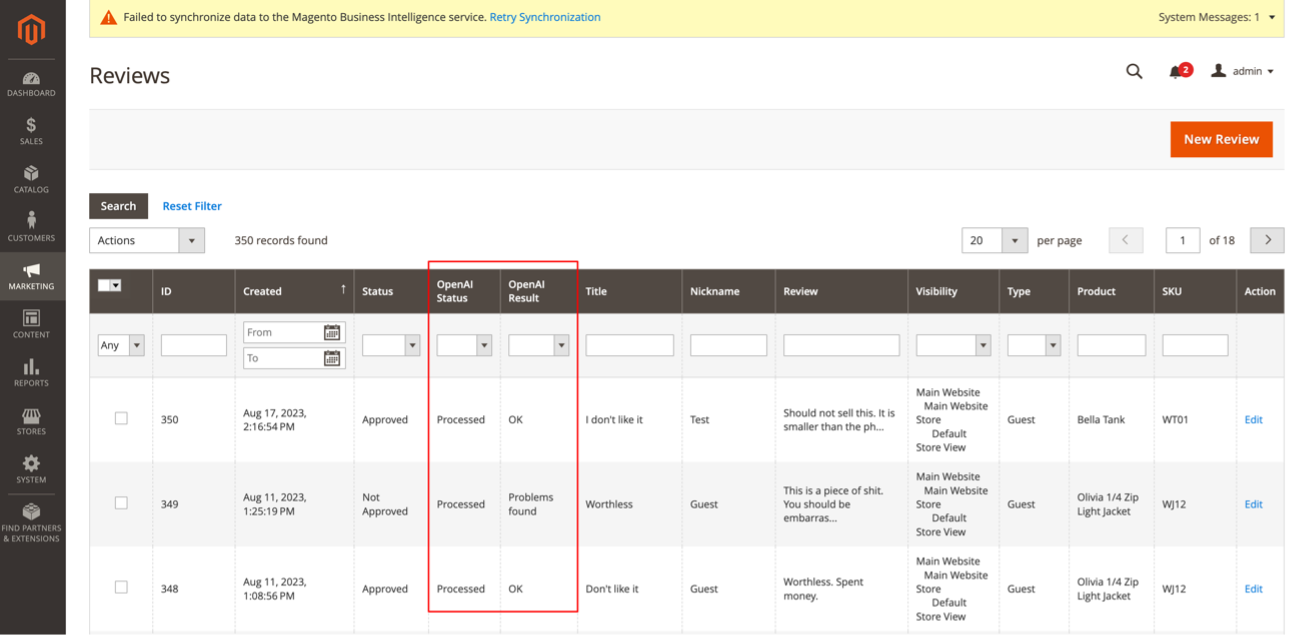 Failed to synchronize data to the Magento Business Intelligence service. Retry Synchronization
System Messages: 1
Reviews
2
admin
DASHBOARD
SALES
CATALOG
CUSTOMERS
MARKETING
CONTENT
REPORTS
STORES
SYSTEM
FIND PARTNERS
& EXTENSIONS
New Review
Search
Reset Filter
Actions
350 records found
20
per page
1
of 18
ID
Created ↑
Status
OpenAI
Status
OpenAI
Result
Title
Nickname
Review
Visibility
Type
Product
SKU
Action
Any
From
To
350
Aug 17, 2023,
2:16:54 PM
Approved
Processed
OK
I don't like it
Test
Should not sell this. It is
smaller than the ph...
Main Website
Main Website
Store
Default
Store View
Guest
Bella Tank
WT01
Edit
349
Aug 11, 2023,
1:25:19 PM
Not
Approved
Processed
Problems
found
Worthless
Guest
This is a piece of shit.
You should be
embarras...
Main Website
Main Website
Store
Default
Store View
Guest
Olivia 1/4 Zip
Light Jacket
WJ12
Edit
348
Aug 11, 2023,
1:08:56 PM
Approved
Processed
OK
Don't like it
Guest
Worthless. Spent
money.
Main Website
Main Website
Store
Default
Store View
Guest
Olivia 1/4 Zip
Light Jacket
WJ12
Edit